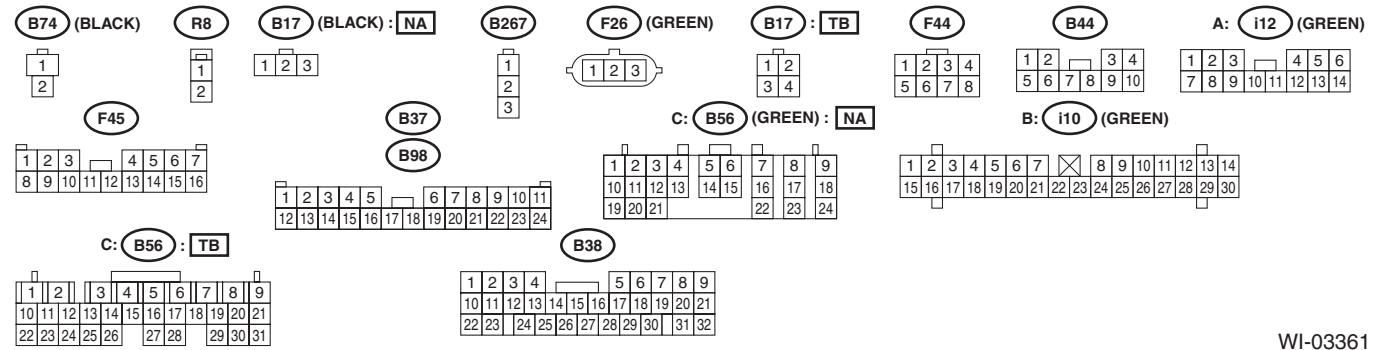 B74 (BLACK)
1
2
R8
1
2
B17 (BLACK) : NA
1 2 3
B267
1
2
3
F26 (GREEN)
1 2 3
B17 : TB
1 2
3 4
F44
1 2 3 4
5 6 7 8
B44
1 2 3 4
5 6 7 8 9 10
A: i12 (GREEN)
1 2 3 4 5 6
7 8 9 10 11 12 13 14
F45
1 2 3 4 5 6 7
8 9 10 11 12 13 14 15 16
B37
B98
1 2 3 4 5 6 7 8 9 10 11
12 13 14 15 16 17 18 19 20 21 22 23 24
C: B56 (GREEN) : NA
1 2 3 4 5 6 7 8 9
10 11 12 13 14 15 16 17 18
19 20 21 22 23 24
B: i10 (GREEN)
1 2 3 4 5 6 7 8 9 10 11 12 13 14
15 16 17 18 19 20 21 22 23 24 25 26 27 28 29 30
C: B56 : TB
1 2 3 4 5 6 7 8 9
10 11 12 13 14 15 16 17 18 19 20 21
22 23 24 25 26 27 28 29 30 31
B38
1 2 3 4 5 6 7 8 9
10 11 12 13 14 15 16 17 18 19 20 21
22 23 24 25 26 27 28 29 30 31 32
WI-03361